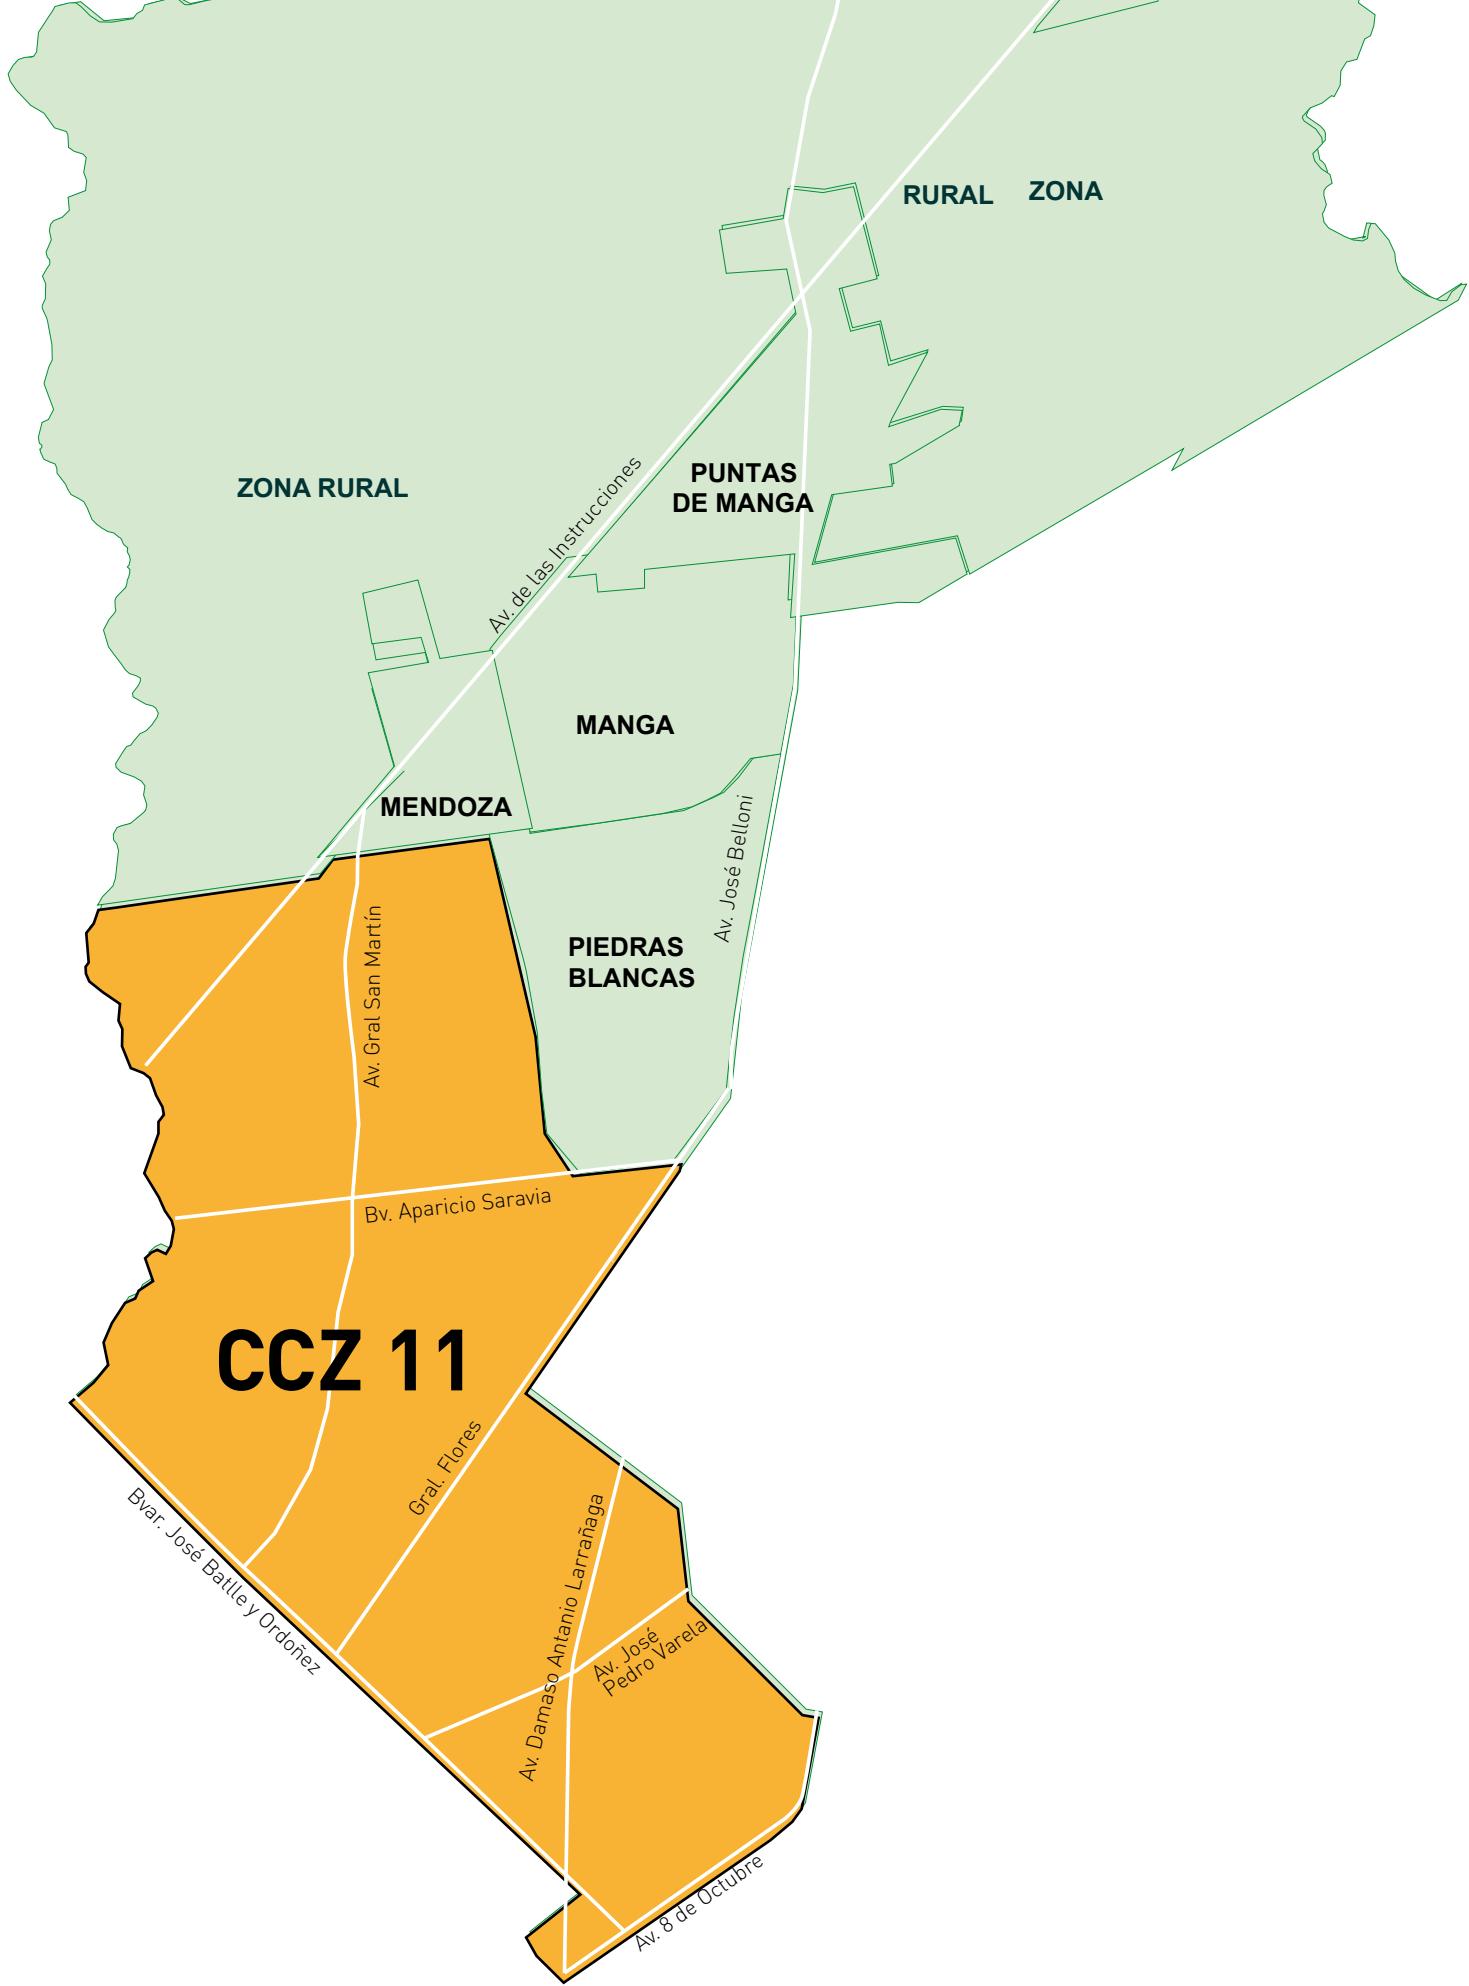 RURAL ZONA
PUNTAS
DE MANGA
ZONA RURAL
Av. de las Instrucciones
MANGA
MENDOZA
Av. José Belloni
PIEDRAS
BLANCAS
Av. Gral San Martín
Bv. Aparicio Saravia
CCZ 11
Gral. Flores
Bvar. José Batlle y Ordoñez
Av. Damaso Antanio Larrañaga
Av. José
Pedro Varela
Av. 8 de Octubre